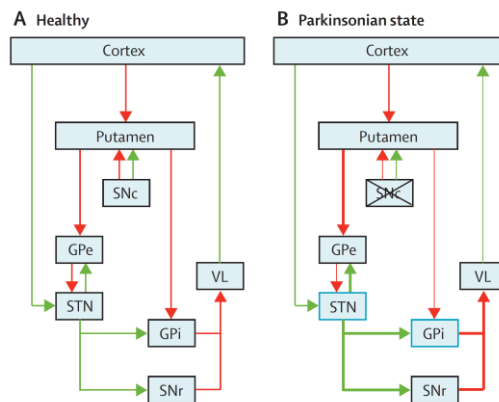 A Healthy
Cortex
Putamen
SNc
GPe
STN
VL
GPi
SNr
B Parkinsonian state
Cortex
Putamen
SNc
GPe
STN
VL
GPi
SNr